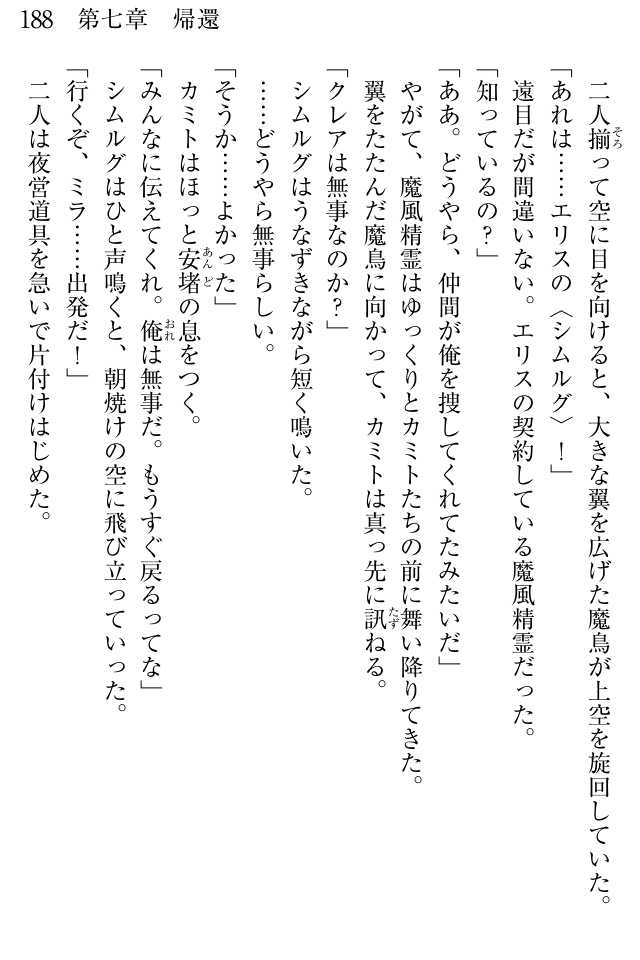 188 第七章 帰還
二人揃って空に目を向けると、大きな翼を広げた魔鳥が上空を旋回していた。
「あれは……エリスの〈シムルグ〉！」
遠目だが間違いない。エリスの契約している魔風精霊だった。
「知っているの？」
「ああ。どうやら、仲間が俺を捜してくれてたみたいだ」
やがて、魔風精霊はゆっくりとカミトたちの前に舞い降りてきた。
翼をたたんだ魔鳥に向かって、カミトは真っ先に訊ねる。
「クレアは無事なのか？」
シムルグはうなずきながら短く鳴いた。
……どうやら無事らしい。
「そうか……よかった」
カミトはほっと安堵の息をつく。
「みんなに伝えてくれ。俺は無事だ。もうすぐ戻るってな」
シムルグはひと声鳴くと、朝焼けの空に飛び立っていった。
「行くぞ、ミラ……出発だ！」
二人は夜営道具を急いで片付けはじめた。